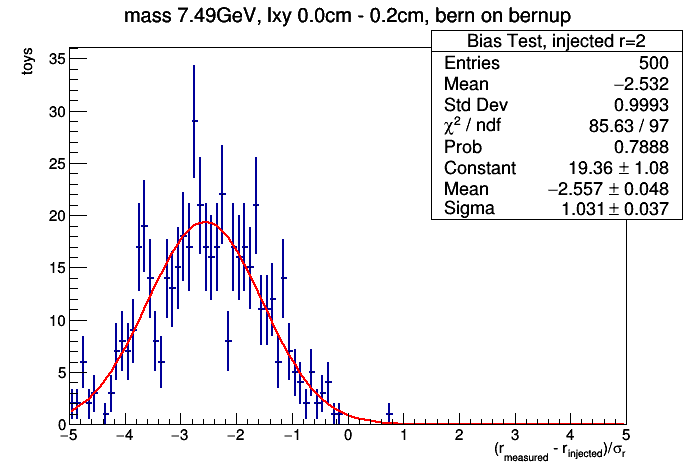 mass 7.49GeV, lxy 0.0cm - 0.2cm, bern on bernup
Bias Test, injected r=2
Entries 500
Mean −2.532
Std Dev 0.9993
χ² / ndf 85.63 / 97
Prob 0.7888
Constant 19.36 ± 1.08
Mean −2.557 ± 0.048
Sigma 1.031 ± 0.037
toys
35
30
25
20
15
10
5
0
−5 −4 −3 −2 −1 0 1 2 3 4 5
(r_measured - r_injected)/σ_r